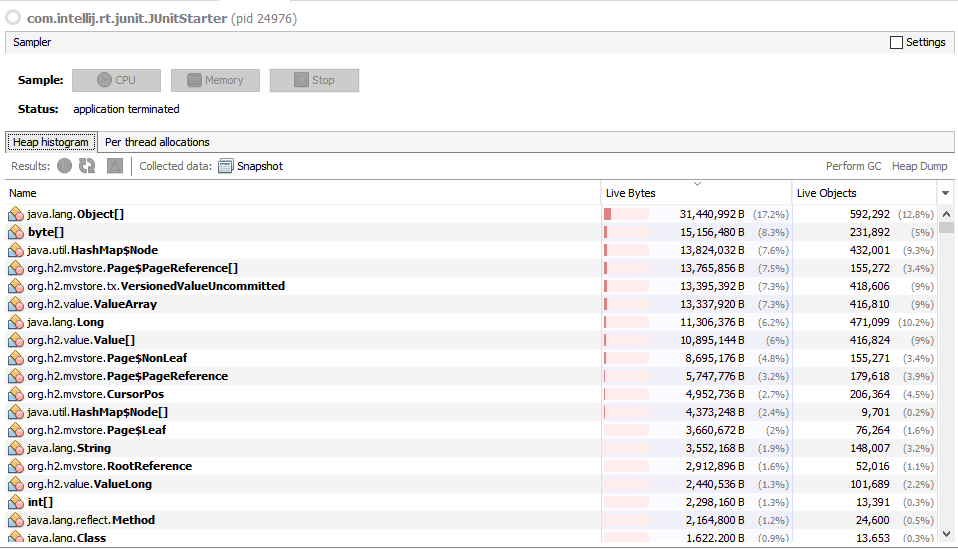 com.intellij.rt.junit.JUnitStarter (pid 24976)
Sampler Settings
Sample: CPU Memory Stop
Status: application terminated
Heap histogram Per thread allocations
Results: Collected data: Snapshot Perform GC Heap Dump
Name Live Bytes Live Objects
java.lang.Object[] 31,440,992 B (17.2%) 592,292 (12.8%)
byte[] 15,156,480 B (8.3%) 231,892 (5%)
java.util.HashMap$Node 13,824,032 B (7.6%) 432,001 (9.3%)
org.h2.mvstore.Page$PageReference[] 13,765,856 B (7.5%) 155,272 (3.4%)
org.h2.mvstore.tx.VersionedValueUncommitted 13,395,392 B (7.3%) 418,606 (9%)
org.h2.value.ValueArray 13,337,920 B (7.3%) 416,810 (9%)
java.lang.Long 11,306,376 B (6.2%) 471,099 (10.2%)
org.h2.value.Value[] 10,895,144 B (6%) 416,824 (9%)
org.h2.mvstore.Page$NonLeaf 8,695,176 B (4.8%) 155,271 (3.4%)
org.h2.mvstore.Page$PageReference 5,747,776 B (3.2%) 179,618 (3.9%)
org.h2.mvstore.CursorPos 4,952,736 B (2.7%) 206,364 (4.5%)
java.util.HashMap$Node[] 4,373,248 B (2.4%) 9,701 (0.2%)
org.h2.mvstore.Page$Leaf 3,660,672 B (2%) 76,264 (1.6%)
java.lang.String 3,552,168 B (1.9%) 148,007 (3.2%)
org.h2.mvstore.RootReference 2,912,896 B (1.6%) 52,016 (1.1%)
org.h2.value.ValueLong 2,440,536 B (1.3%) 101,689 (2.2%)
int[] 2,298,160 B (1.3%) 13,391 (0.3%)
java.lang.reflect.Method 2,164,800 B (1.2%) 24,600 (0.5%)
java.lang.Class 1,622,200 B (0.9%) 13,653 (0.3%)